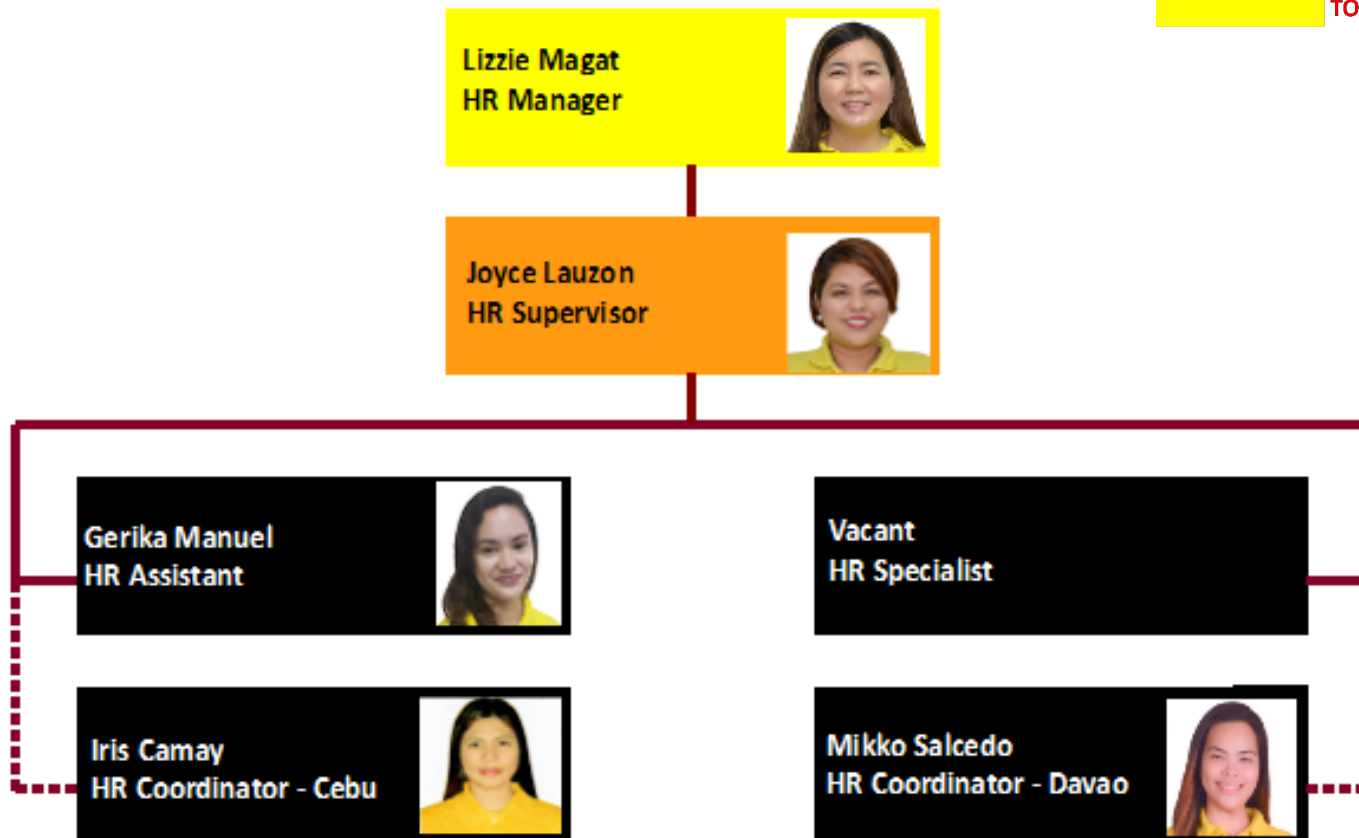 TO
Lizzie Magat
HR Manager
Joyce Lauzon
HR Supervisor
Gerika Manuel
HR Assistant
Vacant
HR Specialist
Iris Camay
HR Coordinator - Cebu
Mikko Salcedo
HR Coordinator - Davao